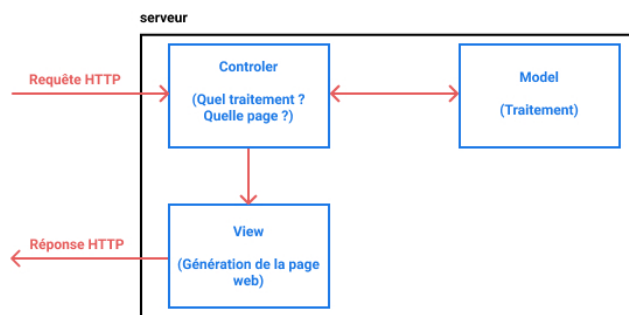 serveur
Requête HTTP
Controler
(Quel traitement ?
Quelle page ?)
Model
(Traitement)
Réponse HTTP
View
(Génération de la page
web)